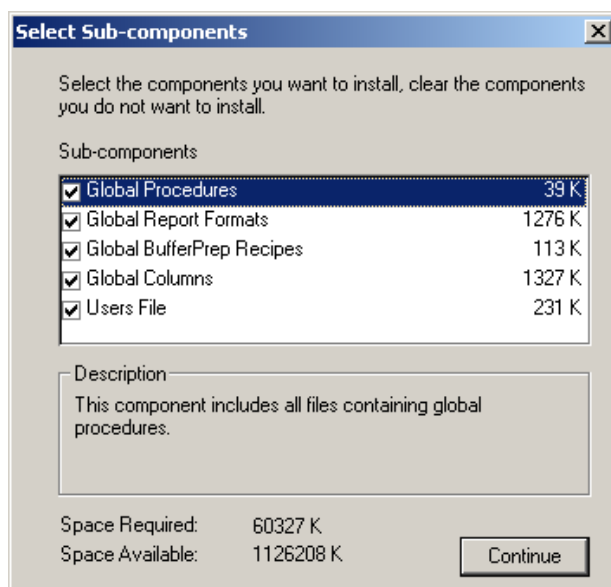 Select Sub-components
Select the components you want to install, clear the components
you do not want to install.
Sub-components
Global Procedures 39 K
Global Report Formats 1276 K
Global BufferPrep Recipes 113 K
Global Columns 1327 K
Users File 231 K
Description
This component includes all files containing global
procedures.
Space Required: 60327 K
Space Available: 1126208 K
Continue